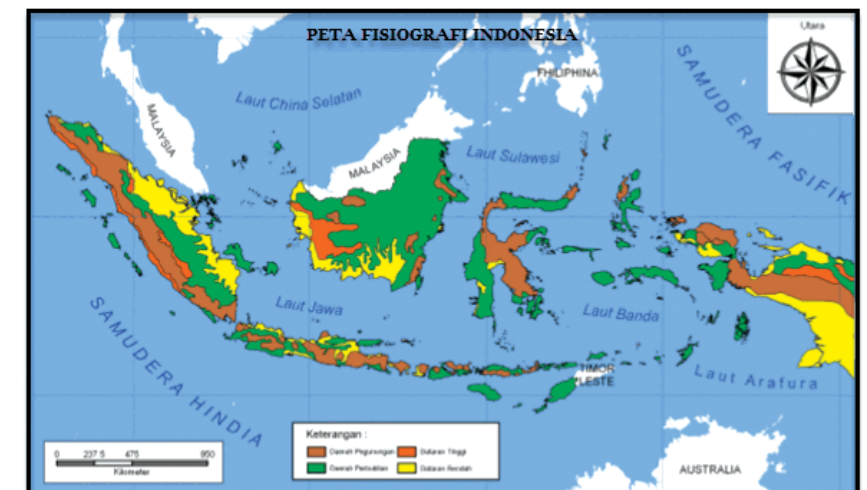 PETA FISIOGRAFI INDONESIA
Utara
SAMUDERA FASIFIK
PHILIPHINA
Laut China Selatan
MALAYSIA
MALAYSIA
Laut Sulawesi
Laut Jawa
Laut Banda
SAMUDERA HINDIA
TIMOR
LESTE
Laut Arafura
AUSTRALIA
Keterangan :
Daerah Pegunungan
Dataran Tinggi
Daerah Perbukitan
Dataran Rendah
0 237.5 475 950
Kilometer